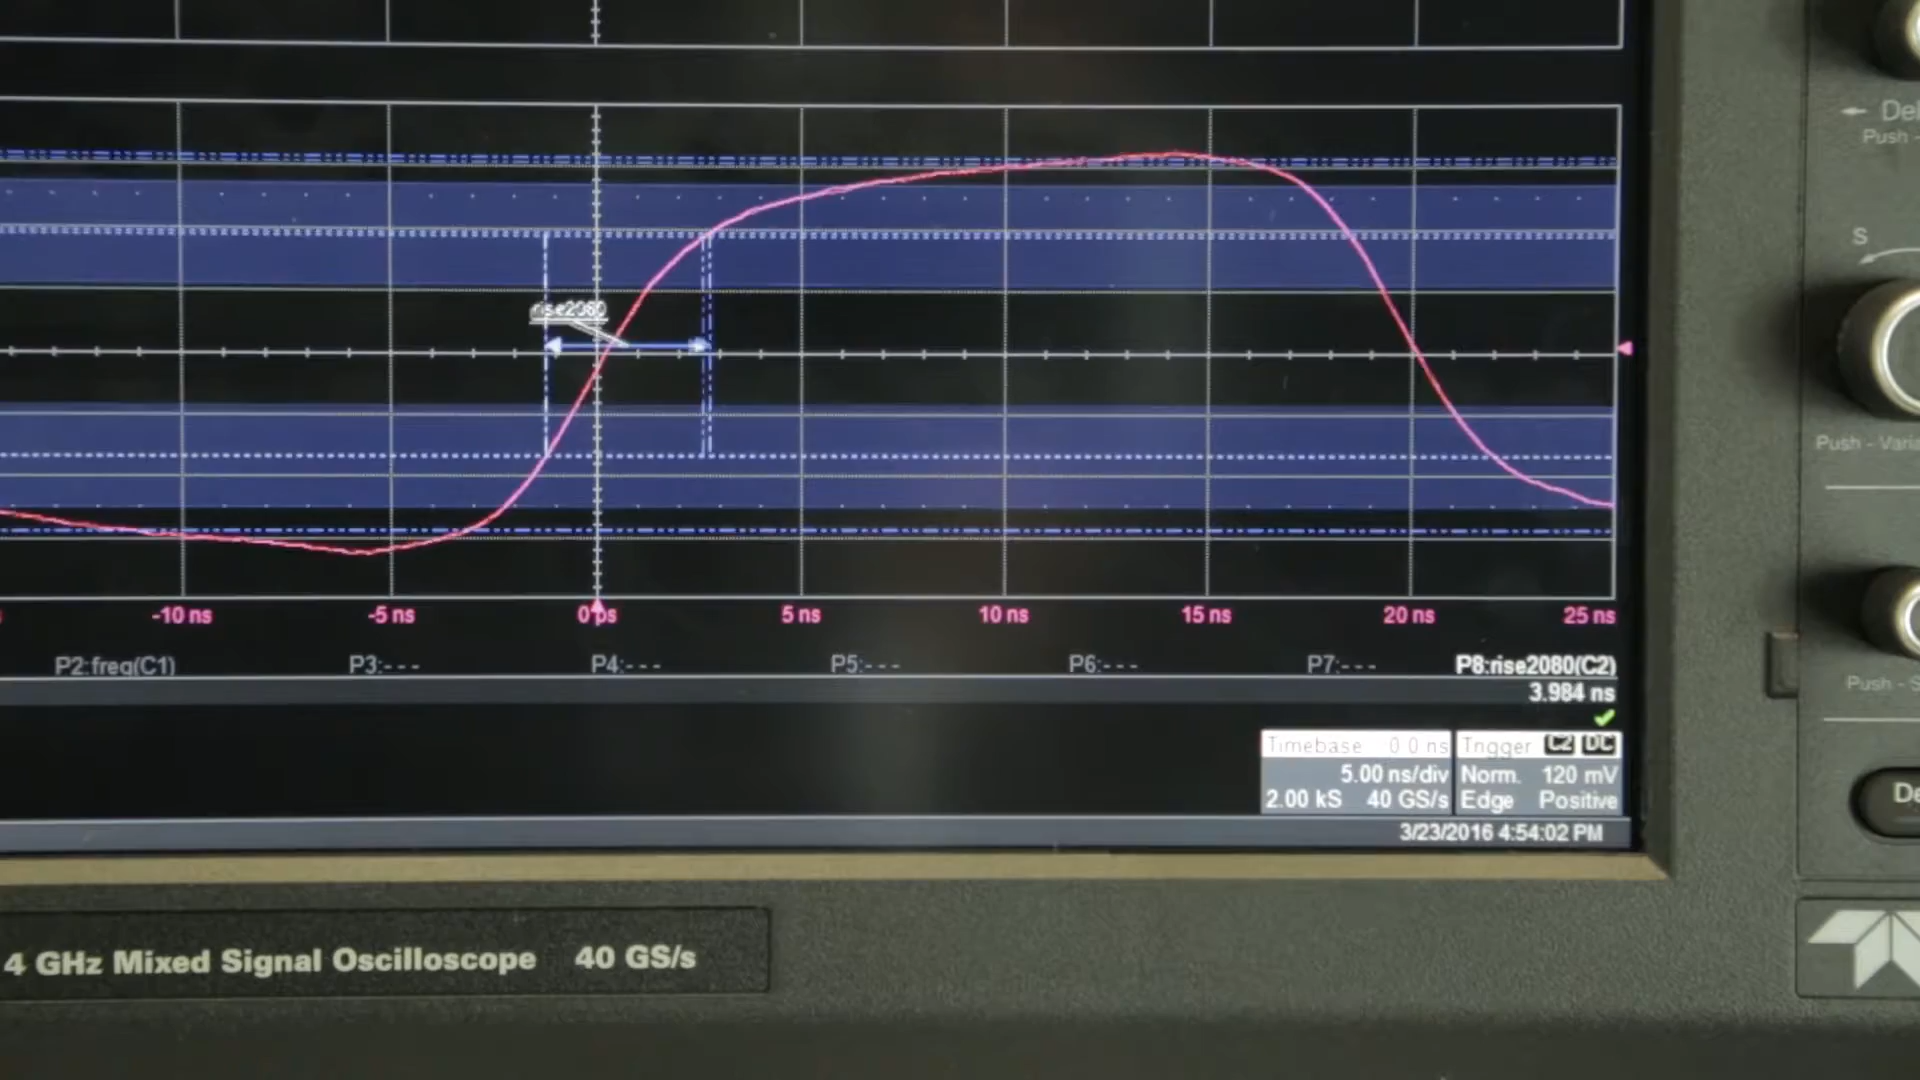 rise2080
-10 ns -5 ns 0 ps 5 ns 10 ns 15 ns 20 ns 25 ns
P2:freq(C1) P3:- - - P4:- - - P5:- - - P6:- - - P7:- - - P8:rise2080(C2)
3.984 ns
Timebase 0.0 ns Trigger C2 DC
5.00 ns/div Norm. 120 mV
2.00 kS 40 GS/s Edge Positive
3/23/2016 4:54:02 PM
4 GHz Mixed Signal Oscilloscope 40 GS/s
Push -
S
Push - Varia
Push - S